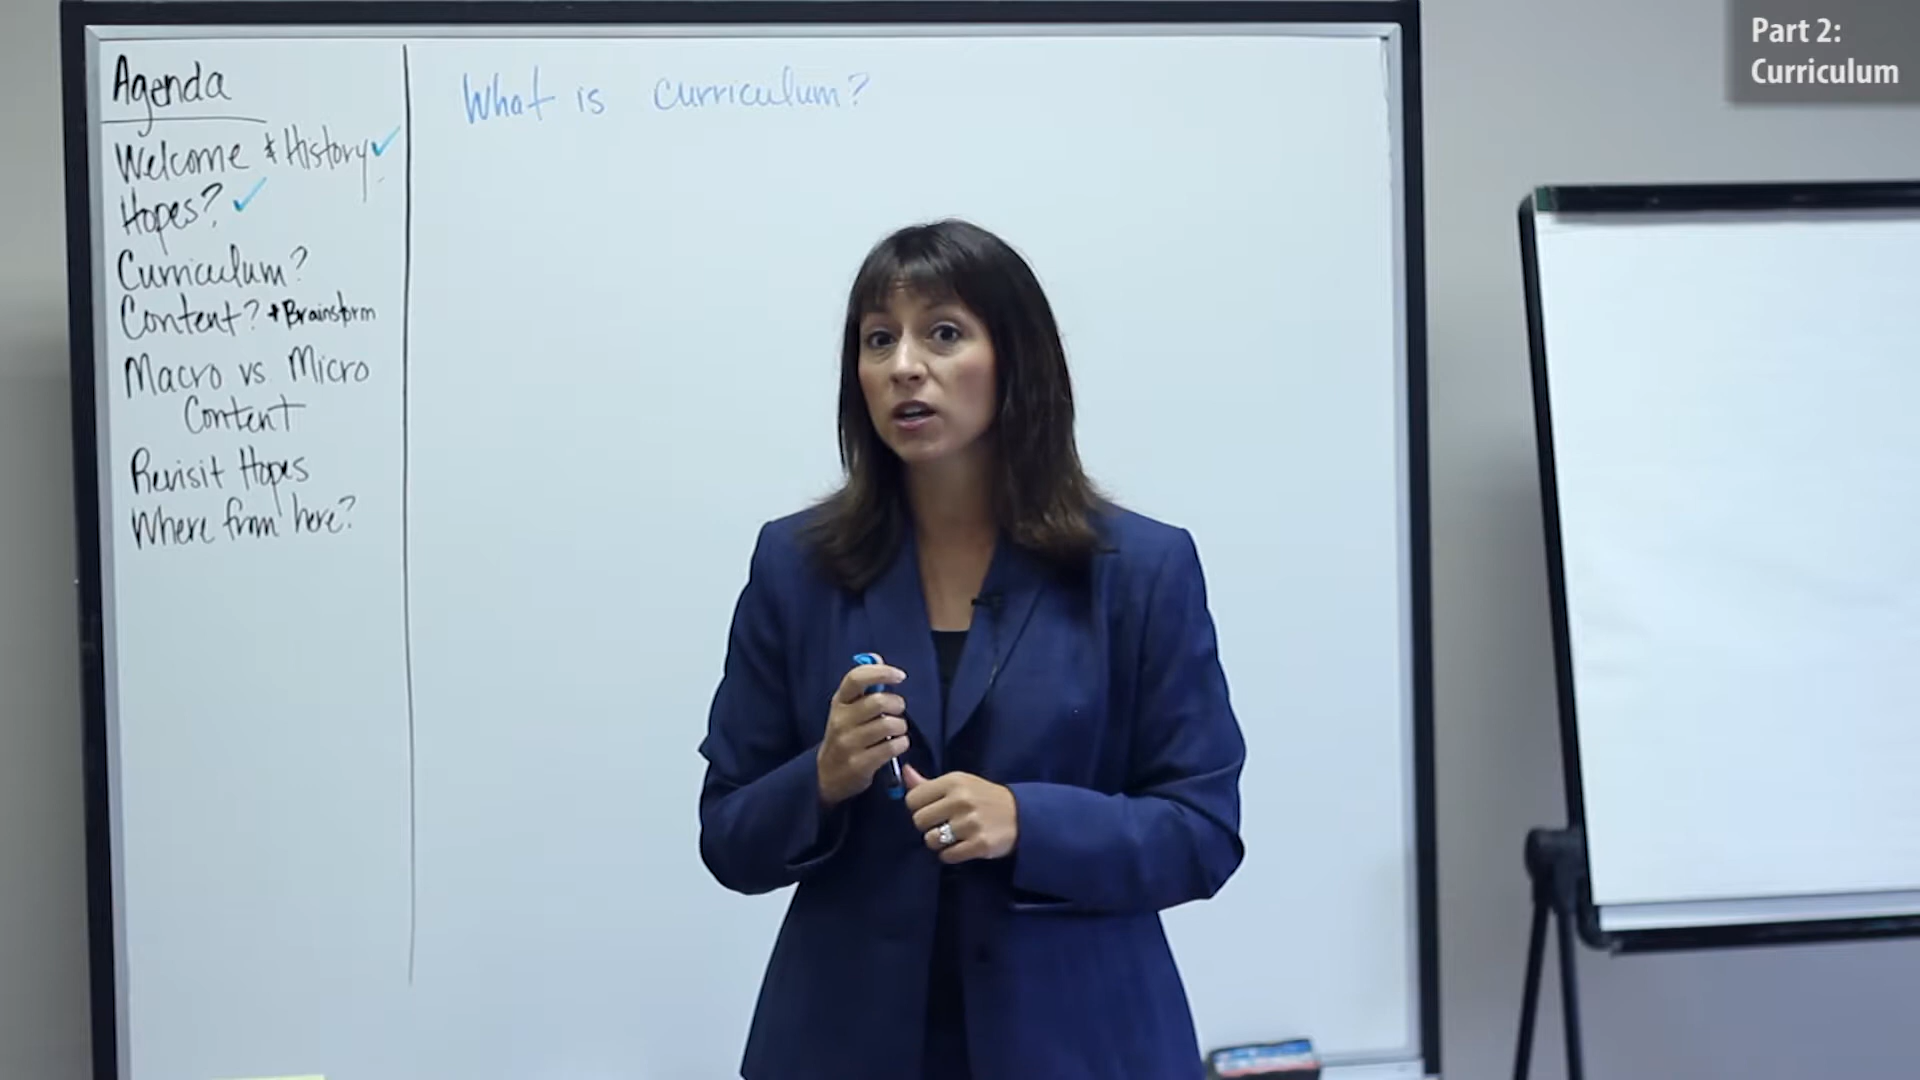 Agenda
Welcome & History ✓
Hopes? ✓
Curriculum?
Content? + Brainstorm
Macro vs Micro
Content
Revisit Hopes
Where from here?
What is curriculum?
Part 2:
Curriculum